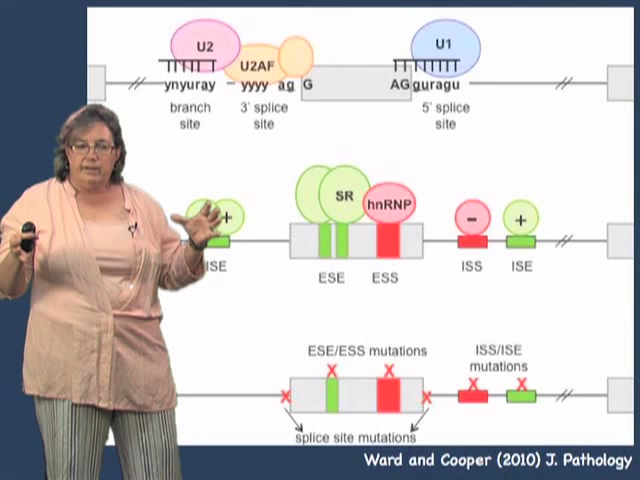 U2
U2AF
U1
ynyuray – yyyy ag G AG guragu
branch site
3' splice site
5' splice site
SR
hnRNP
+
–
+
ISE
ESE
ESS
ISS
ISE
ESE/ESS mutations
ISS/ISE mutations
X X X X X X
splice site mutations
Ward and Cooper (2010) J. Pathology